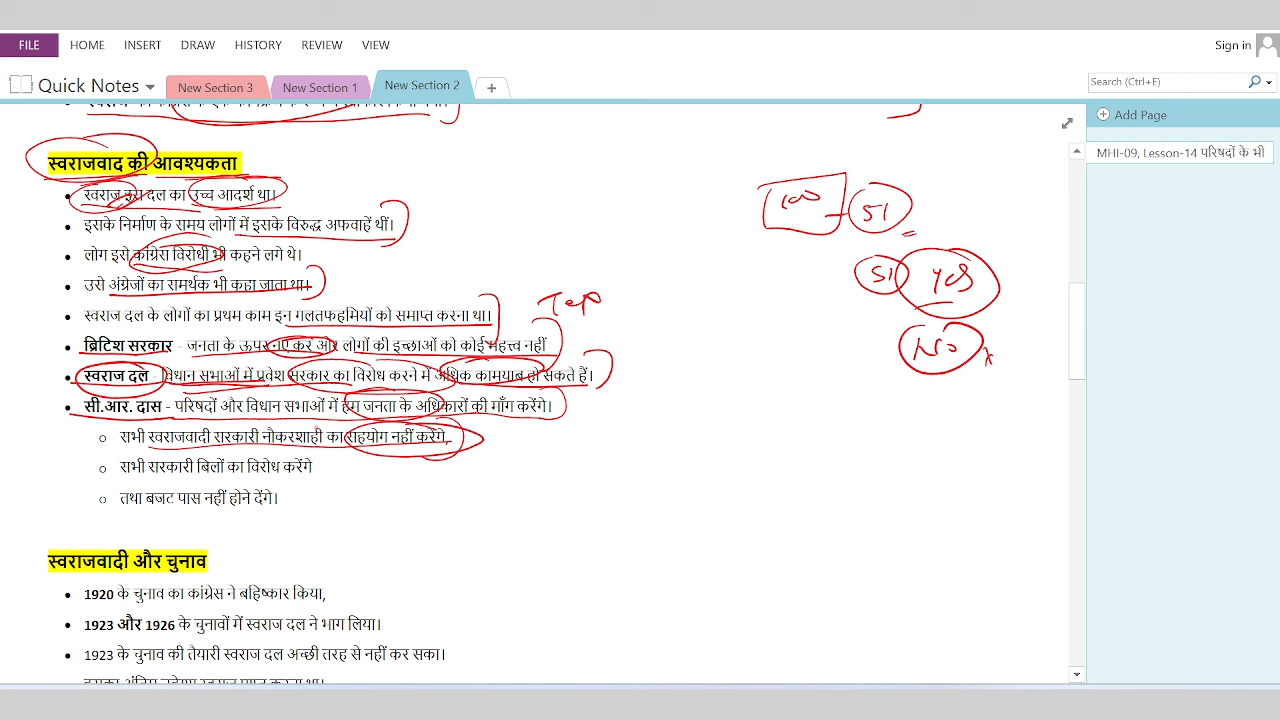 FILE HOME INSERT DRAW HISTORY REVIEW VIEW Sign in
Quick Notes New Section 3 New Section 1 New Section 2 + Search (Ctrl+E)
Add Page
MHI-09, Lesson-14 परिषदों के भी
स्वराजवाद की आवश्यकता
स्वराज इस दल का उच्च आदर्श था।
इसके निर्माण के समय लोगों में इसके विरुद्ध अफवाहें थीं।
लोग इसे कांग्रेस विरोधी भी कहने लगे थे।
उसे अंग्रेजों का समर्थक भी कहा जाता था।
स्वराज दल के लोगों का प्रथम काम इन गलतफहमियों को समाप्त करना था।
ब्रिटिश सरकार - जनता के ऊपर नए कर और लोगों की इच्छाओं को कोई महत्त्व नहीं
स्वराज दल - विधान सभाओं में प्रवेश सरकार का विरोध करने में अधिक कामयाब हो सकते हैं।
सी.आर. दास - परिषदों और विधान सभाओं में हम जनता के अधिकारों की माँग करेंगे।
सभी स्वराजवादी सरकारी नौकरशाही का सहयोग नहीं करेंगे,
सभी सरकारी बिलों का विरोध करेंगे
तथा बजट पास नहीं होने देंगे।
100 - 51
51 Yes
No
स्वराजवादी और चुनाव
1920 के चुनाव का कांग्रेस ने बहिष्कार किया,
1923 और 1926 के चुनावों में स्वराज दल ने भाग लिया।
1923 के चुनाव की तैयारी स्वराज दल अच्छी तरह से नहीं कर सका।